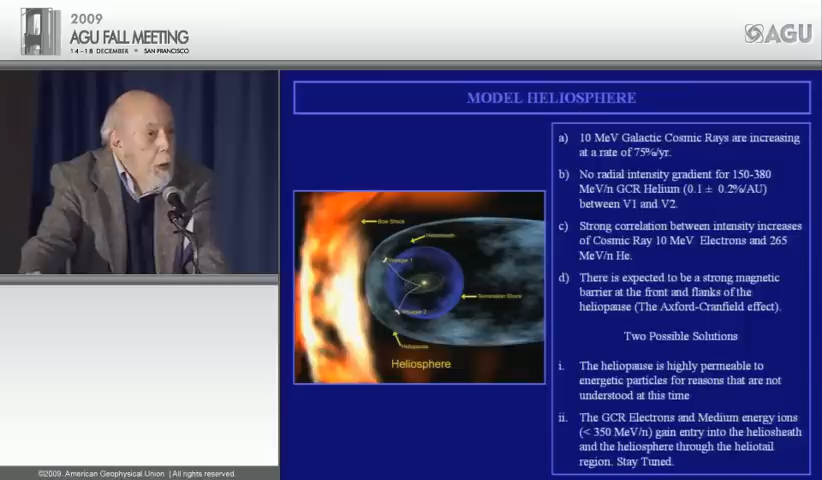 2009
AGU FALL MEETING
14–18 DECEMBER • SAN FRANCISCO
AGU
MODEL HELIOSPHERE
a) 10 MeV Galactic Cosmic Rays are increasing
at a rate of 75%/yr.
b) No radial intensity gradient for 150-380
MeV/n GCR Helium (0.1 ± 0.2%/AU)
between V1 and V2.
c) Strong correlation between intensity increases
of Cosmic Ray 10 MeV Electrons and 265
MeV/n He.
d) There is expected to be a strong magnetic
barrier at the front and flanks of the
heliopause (The Axford-Cranfield effect).
Two Possible Solutions
i. The heliopause is highly permeable to
energetic particles for reasons that are not
understood at this time
ii. The GCR Electrons and Medium energy ions
(< 350 MeV/n) gain entry into the heliosheath
and the heliosphere through the heliotail
region. Stay Tuned.
Bow Shock
Heliosheath
Voyager 1
Termination Shock
Voyager 2
Heliopause
Heliosphere
©2009. American Geophysical Union | All rights reserved.